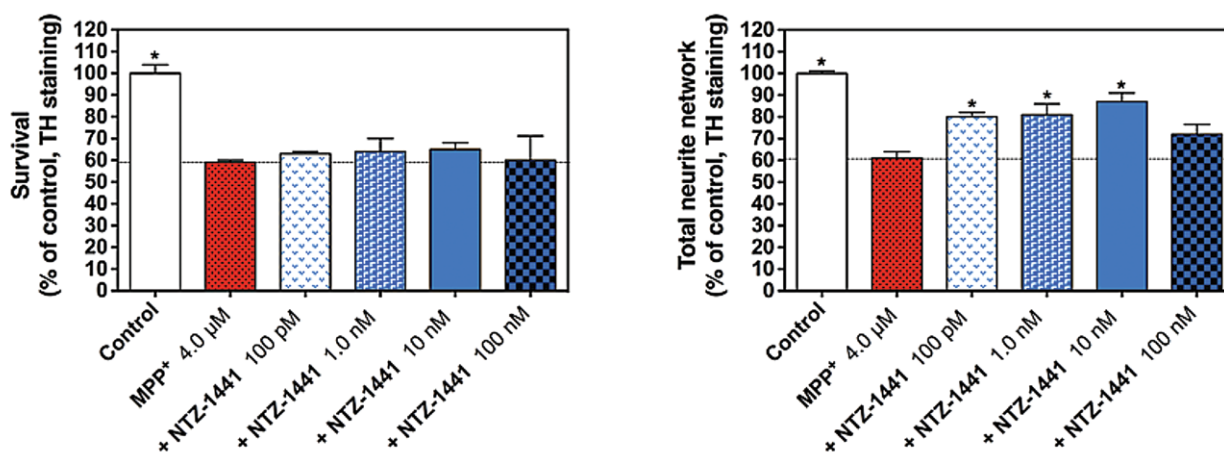 Survival
(% of control, TH staining)
120
110
100
90
80
70
60
50
40
30
20
10
0
*
Control
MPP+ 4.0 µM
+ NTZ-1441 100 pM
+ NTZ-1441 1.0 nM
+ NTZ-1441 10 nM
+ NTZ-1441 100 nM
Total neurite network
(% of control, TH staining)
120
110
100
90
80
70
60
50
40
30
20
10
0
*
*
*
*
Control
MPP+ 4.0 µM
+ NTZ-1441 100 pM
+ NTZ-1441 1.0 nM
+ NTZ-1441 10 nM
+ NTZ-1441 100 nM